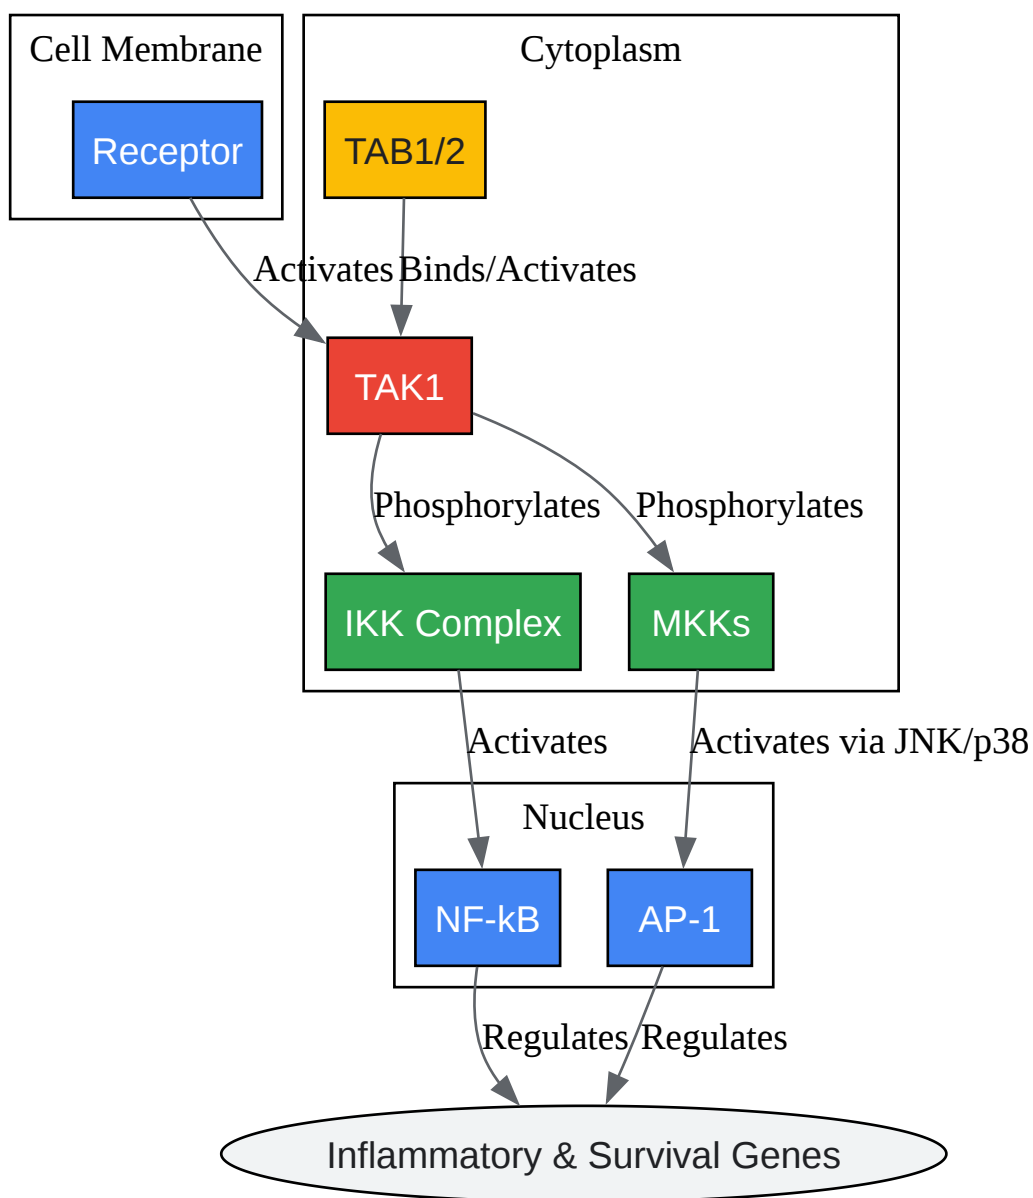 Cell Membrane
Cytoplasm
Receptor
TAB1/2
Activates
Binds/Activates
TAK1
Phosphorylates
Phosphorylates
IKK Complex
MKKs
Activates
Activates via JNK/p38
Nucleus
NF-kB
AP-1
Regulates
Regulates
Inflammatory & Survival Genes